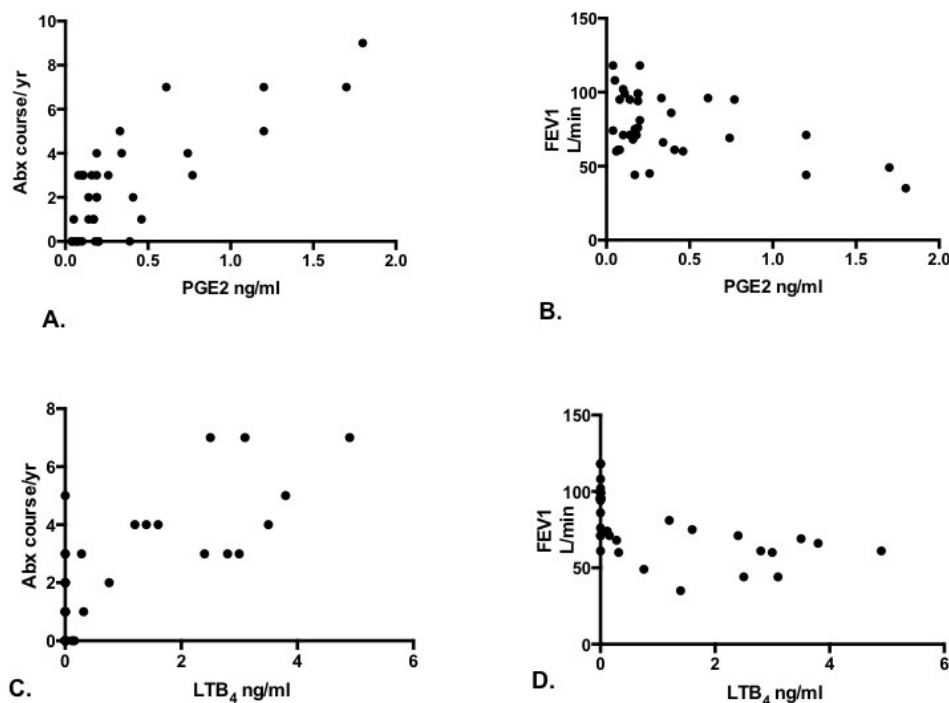 10
8
6
4
2
0
Abx course/ yr
0.0 0.5 1.0 1.5 2.0
PGE2 ng/ml
A.
150
100
50
0
FEV1
L/min
0.0 0.5 1.0 1.5 2.0
PGE2 ng/ml
B.
8
6
4
2
0
Abx course/yr
0 2 4 6
LTB4 ng/ml
C.
150
100
50
0
FEV1
L/min
0 2 4 6
LTB4 ng/ml
D.